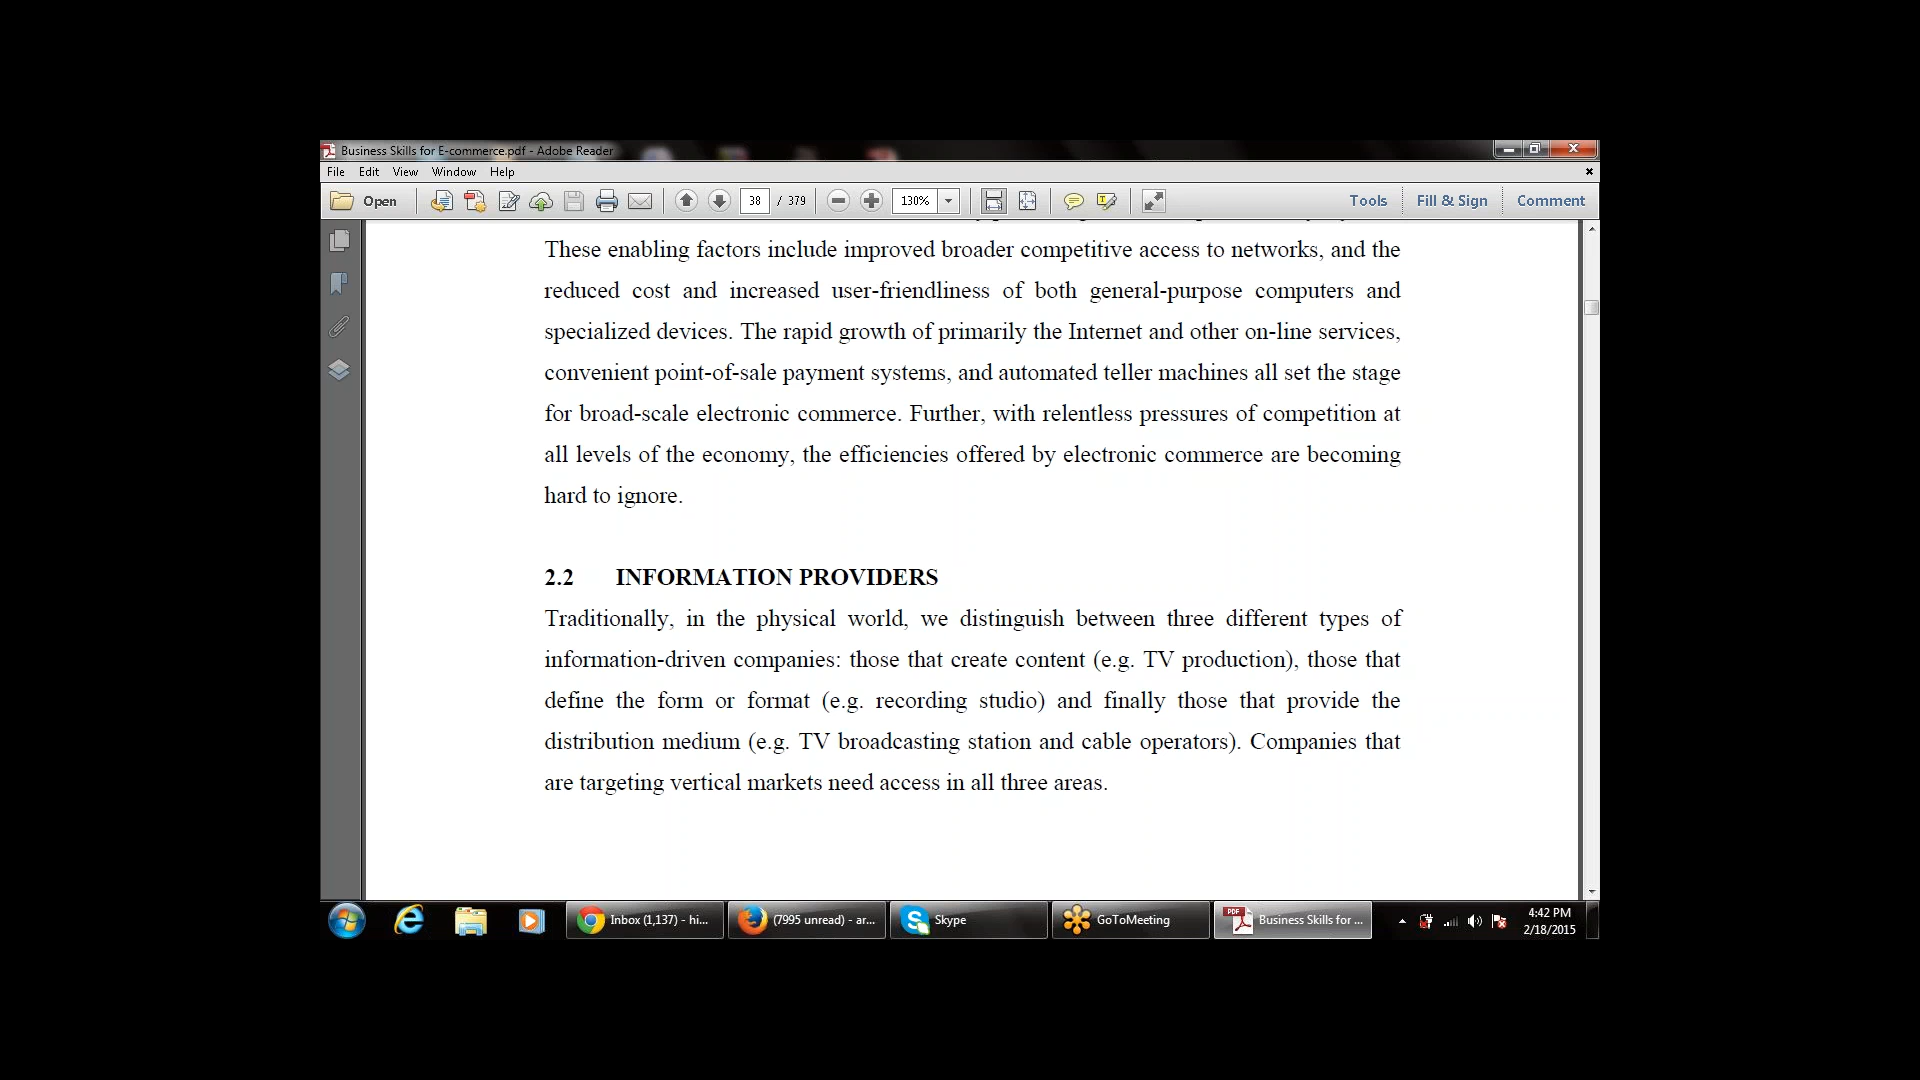 Business Skills for E-commerce.pdf - Adobe Reader
File Edit View Window Help
Open 38 / 379 130% Tools Fill & Sign Comment
These enabling factors include improved broader competitive access to networks, and the
reduced cost and increased user-friendliness of both general-purpose computers and
specialized devices. The rapid growth of primarily the Internet and other on-line services,
convenient point-of-sale payment systems, and automated teller machines all set the stage
for broad-scale electronic commerce. Further, with relentless pressures of competition at
all levels of the economy, the efficiencies offered by electronic commerce are becoming
hard to ignore.
2.2 INFORMATION PROVIDERS
Traditionally, in the physical world, we distinguish between three different types of
information-driven companies: those that create content (e.g. TV production), those that
define the form or format (e.g. recording studio) and finally those that provide the
distribution medium (e.g. TV broadcasting station and cable operators). Companies that
are targeting vertical markets need access in all three areas.
Inbox (1,137) - hi... (7995 unread) - ar... Skype GoToMeeting PDF Business Skills for ... 4:42 PM
2/18/2015